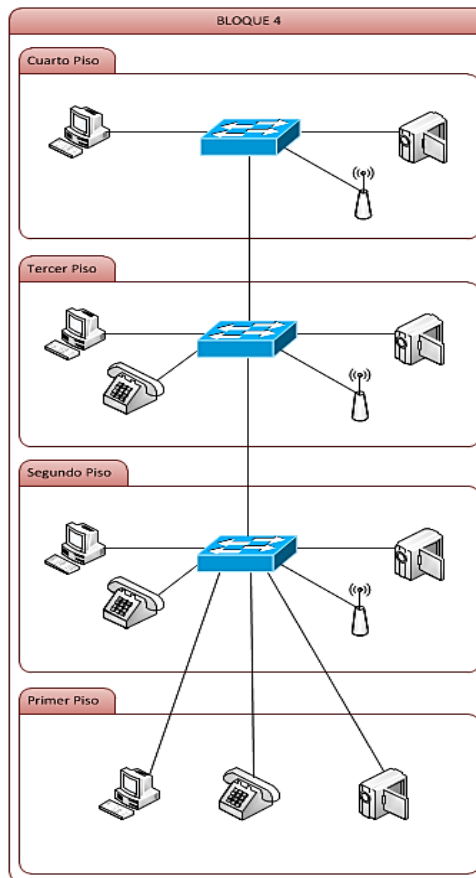 BLOQUE 4
Cuarto Piso
Tercer Piso
Segundo Piso
Primer Piso